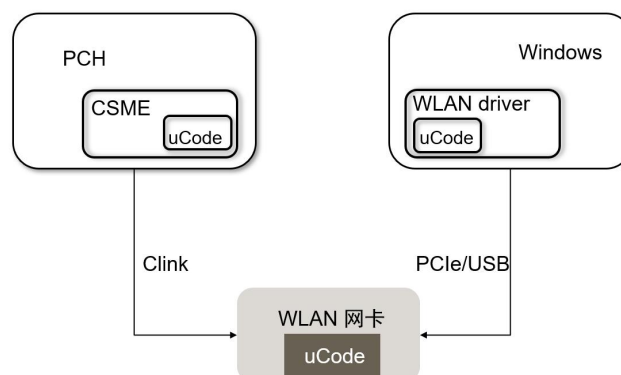 PCH
CSME
uCode
Windows
WLAN driver
uCode
Clink
PCIe/USB
WLAN 网卡
uCode